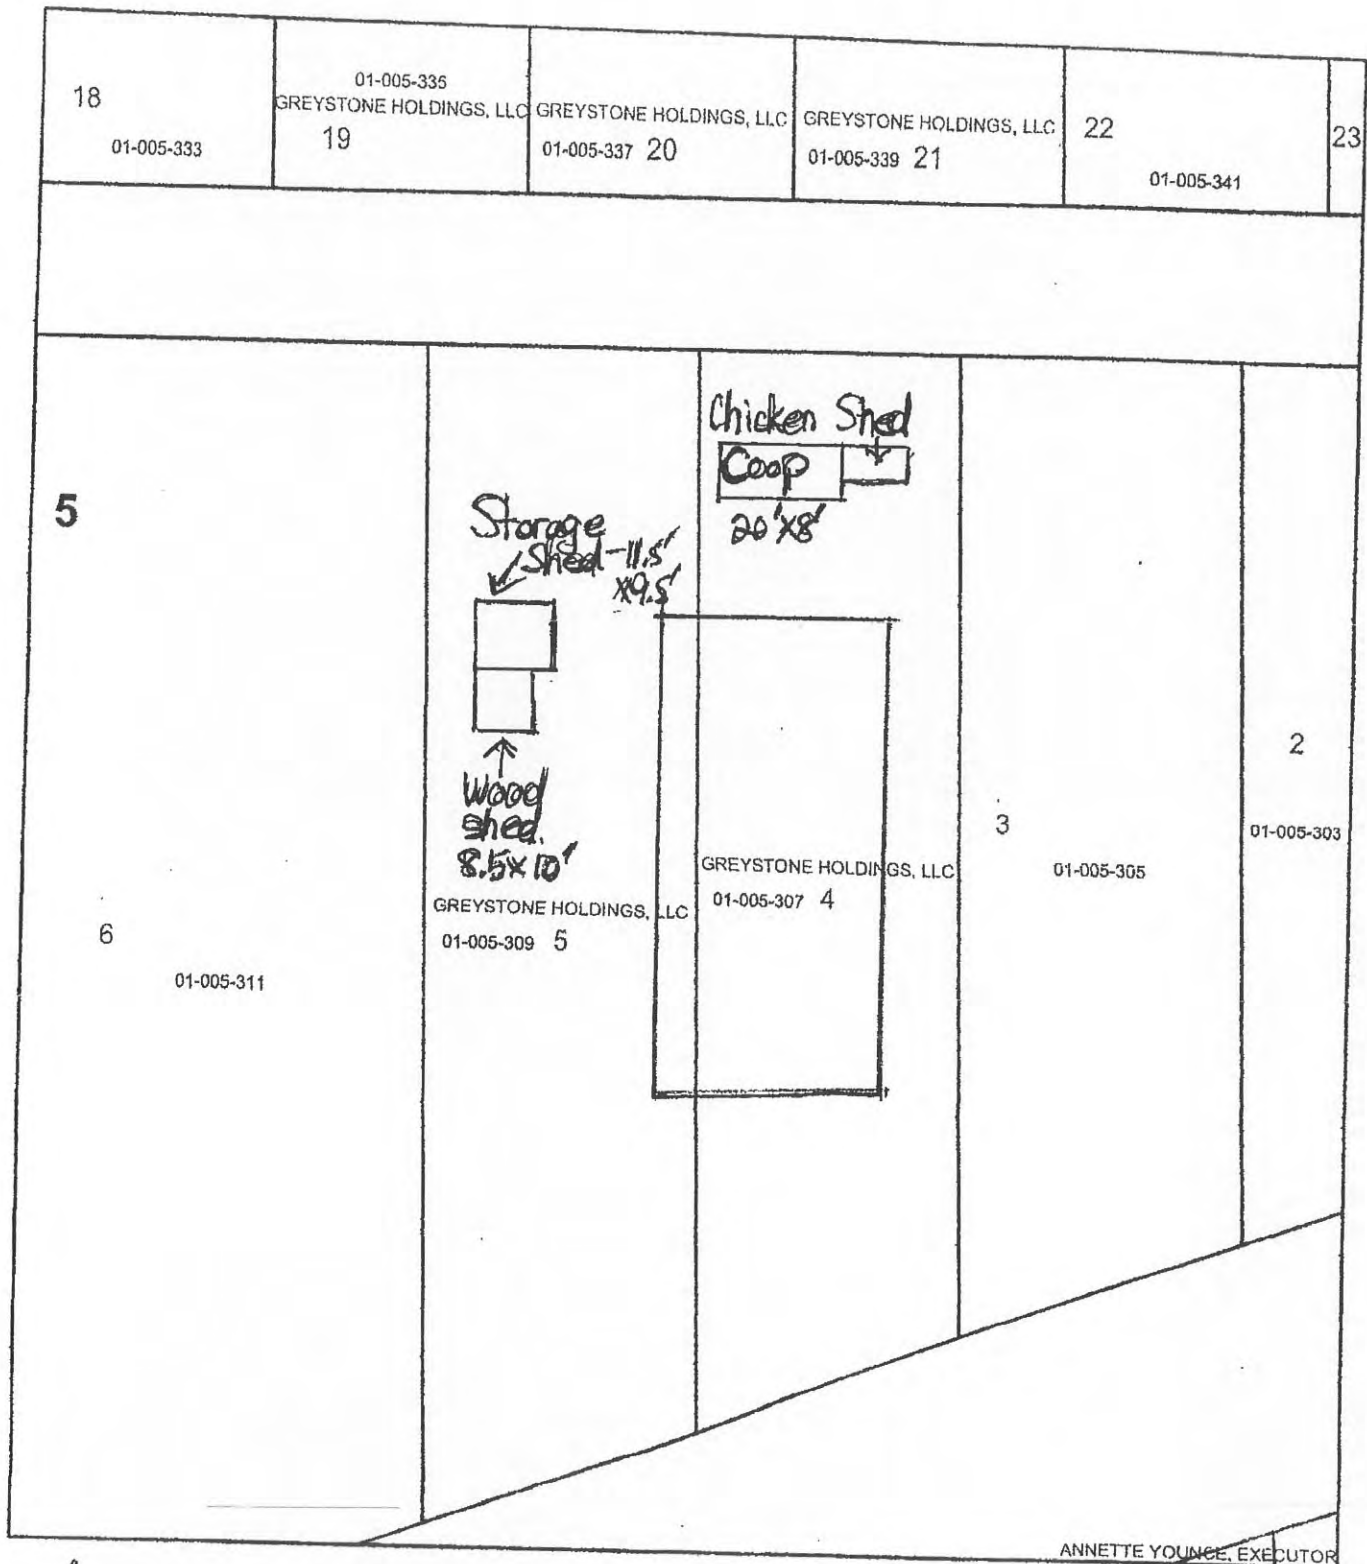 18
01-005-333
01-005-335
GREYSTONE HOLDINGS, LLC
19
GREYSTONE HOLDINGS, LLC
01-005-337 20
GREYSTONE HOLDINGS, LLC
01-005-339 21
22
01-005-341
23
5
Chicken Shed
Coop
20'x8'
Storage
Shed - 11.5'
x9.5'
Wood
shed.
8.5x10'
GREYSTONE HOLDINGS, LLC
01-005-309 5
GREYSTONE HOLDINGS, LLC
01-005-307 4
6
01-005-311
3
01-005-305
2
01-005-303
ANNETTE YOUNCE, EXECUTOR